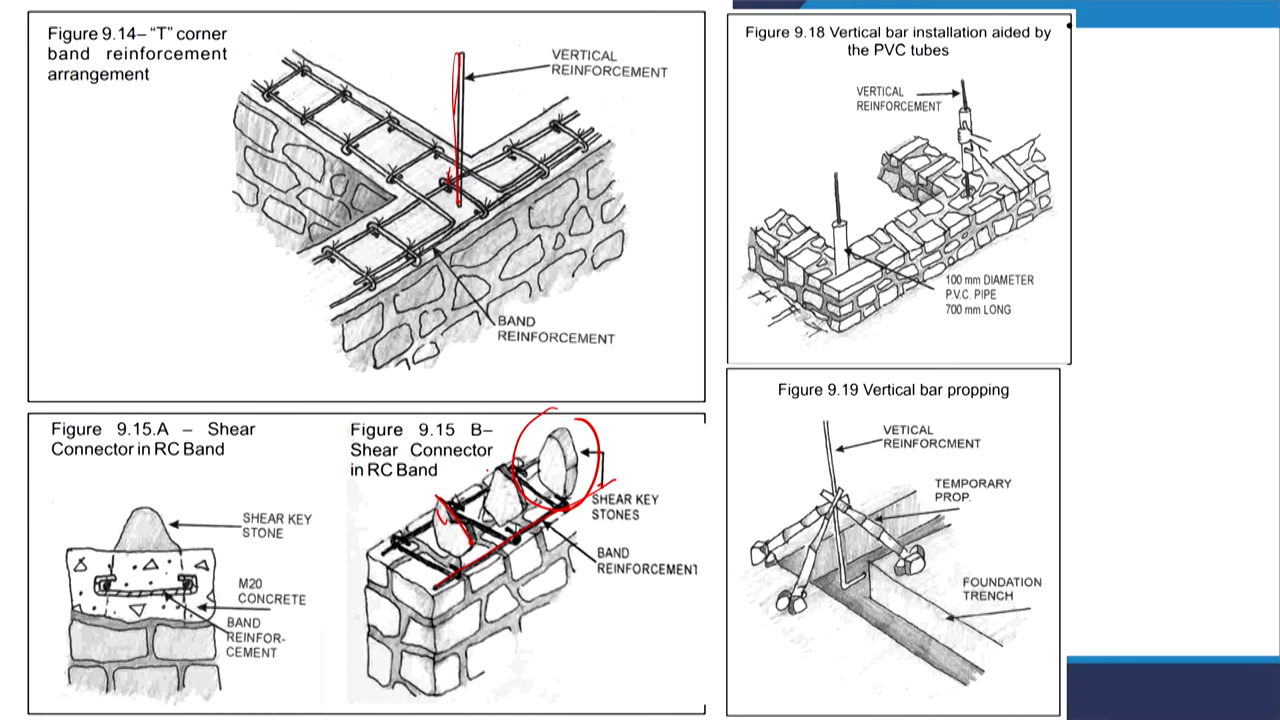 Figure 9.14– “T” corner
band reinforcement
arrangement
VERTICAL
REINFORCEMENT
BAND
REINFORCEMENT
Figure 9.15.A – Shear
Connector in RC Band
SHEAR KEY
STONE
M20
CONCRETE
BAND
REINFOR-
CEMENT
Figure 9.15 B–
Shear Connector
in RC Band
SHEAR KEY
STONES
BAND
REINFORCEMENT
Figure 9.18 Vertical bar installation aided by
the PVC tubes
VERTICAL
REINFORCEMENT
100 mm DIAMETER
P.V.C. PIPE
700 mm LONG
Figure 9.19 Vertical bar propping
VETICAL
REINFORCMENT
TEMPORARY
PROP.
FOUNDATION
TRENCH